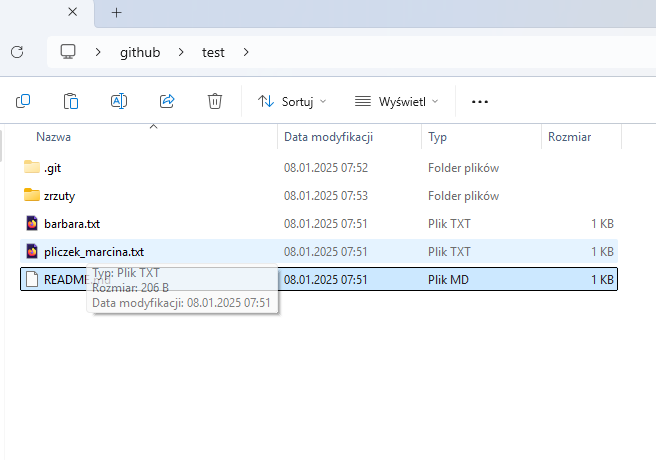 github > test >
Sortuj Wyświetl ...
Nazwa Data modyfikacji Typ Rozmiar
.git 08.01.2025 07:52 Folder plików
zrzuty 08.01.2025 07:53 Folder plików
barbara.txt 08.01.2025 07:51 Plik TXT 1 KB
pliczek_marcina.txt 08.01.2025 07:51 Plik TXT 1 KB
README.md 08.01.2025 07:51 Plik MD 1 KB
Typ: Plik TXT
Rozmiar: 206 B
Data modyfikacji: 08.01.2025 07:51